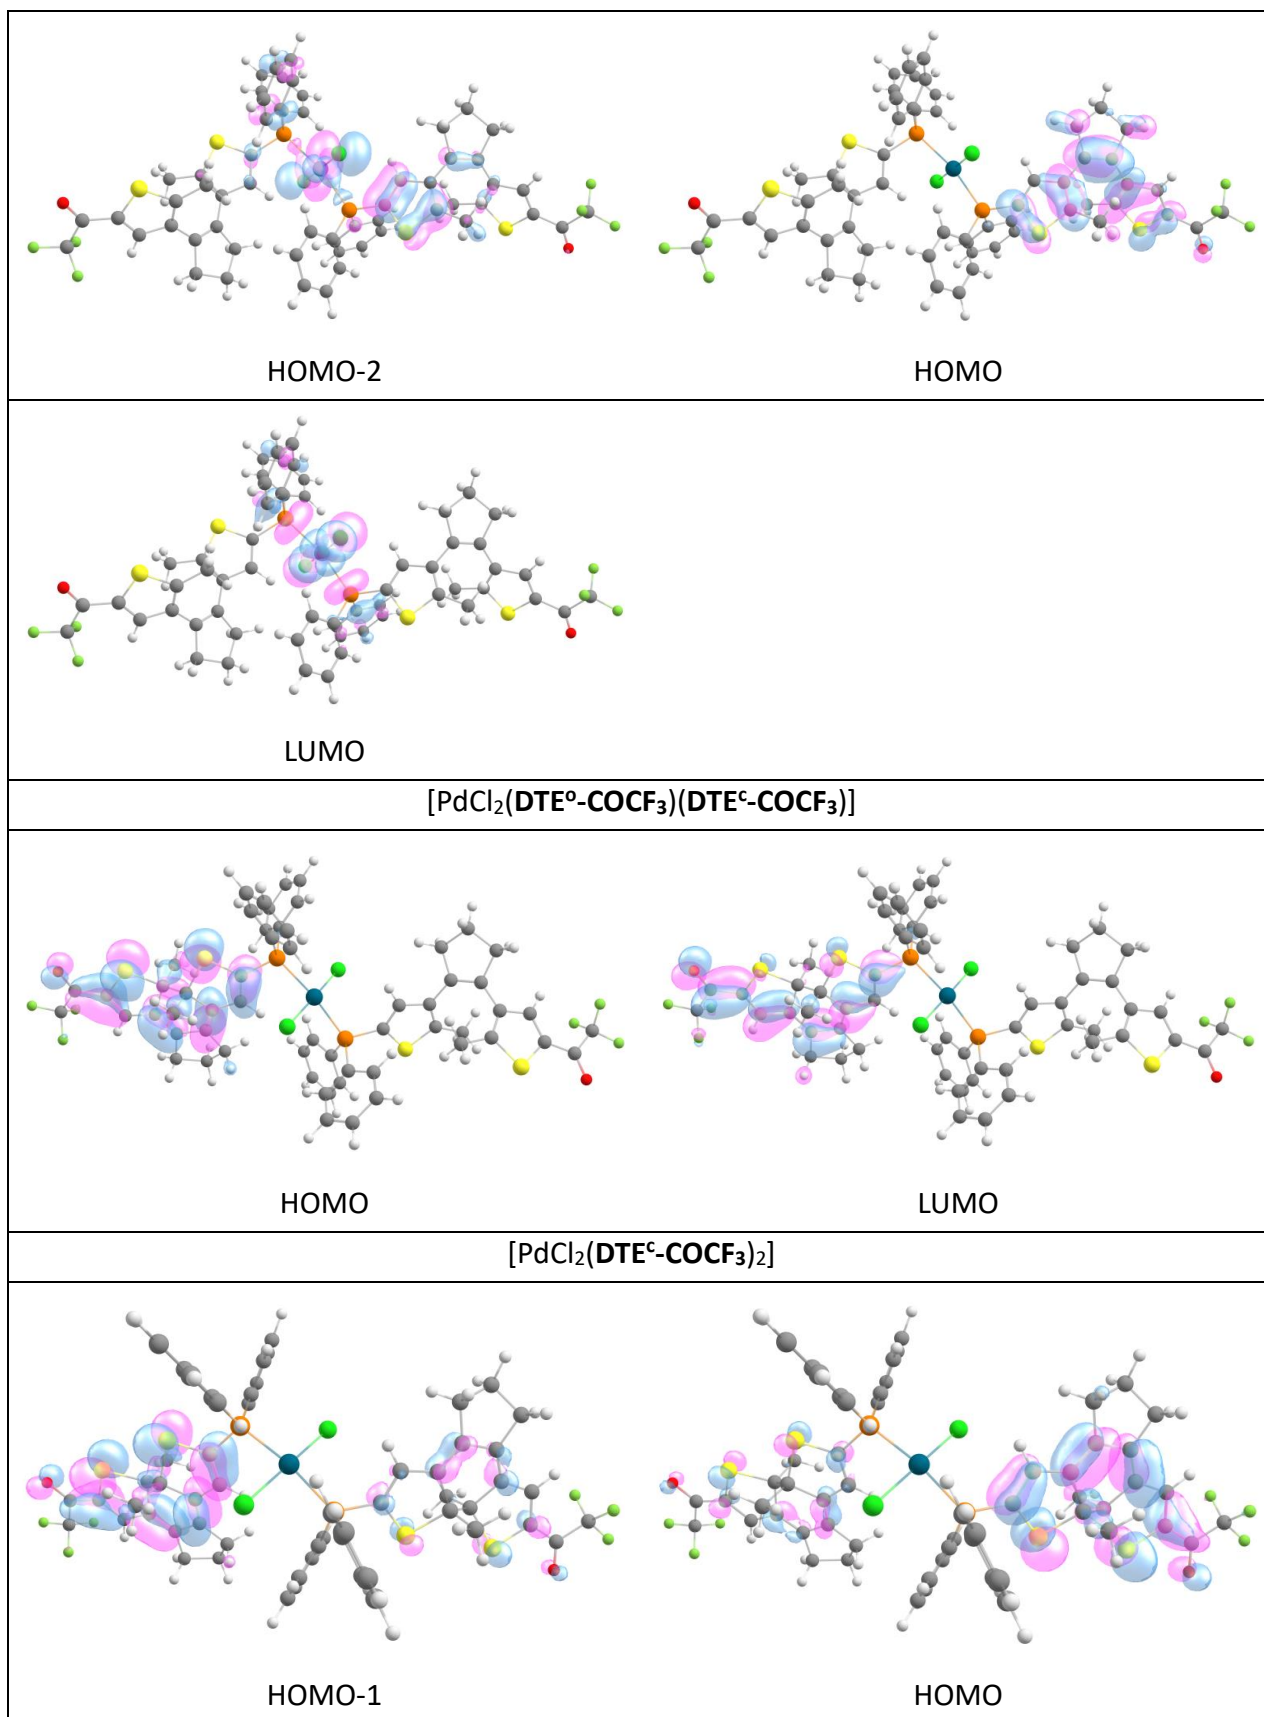 HOMO-2
HOMO
LUMO
[PdCl₂(DTEᵒ-COCF₃)(DTEᶜ-COCF₃)]
HOMO
LUMO
[PdCl₂(DTEᶜ-COCF₃)₂]
HOMO-1
HOMO